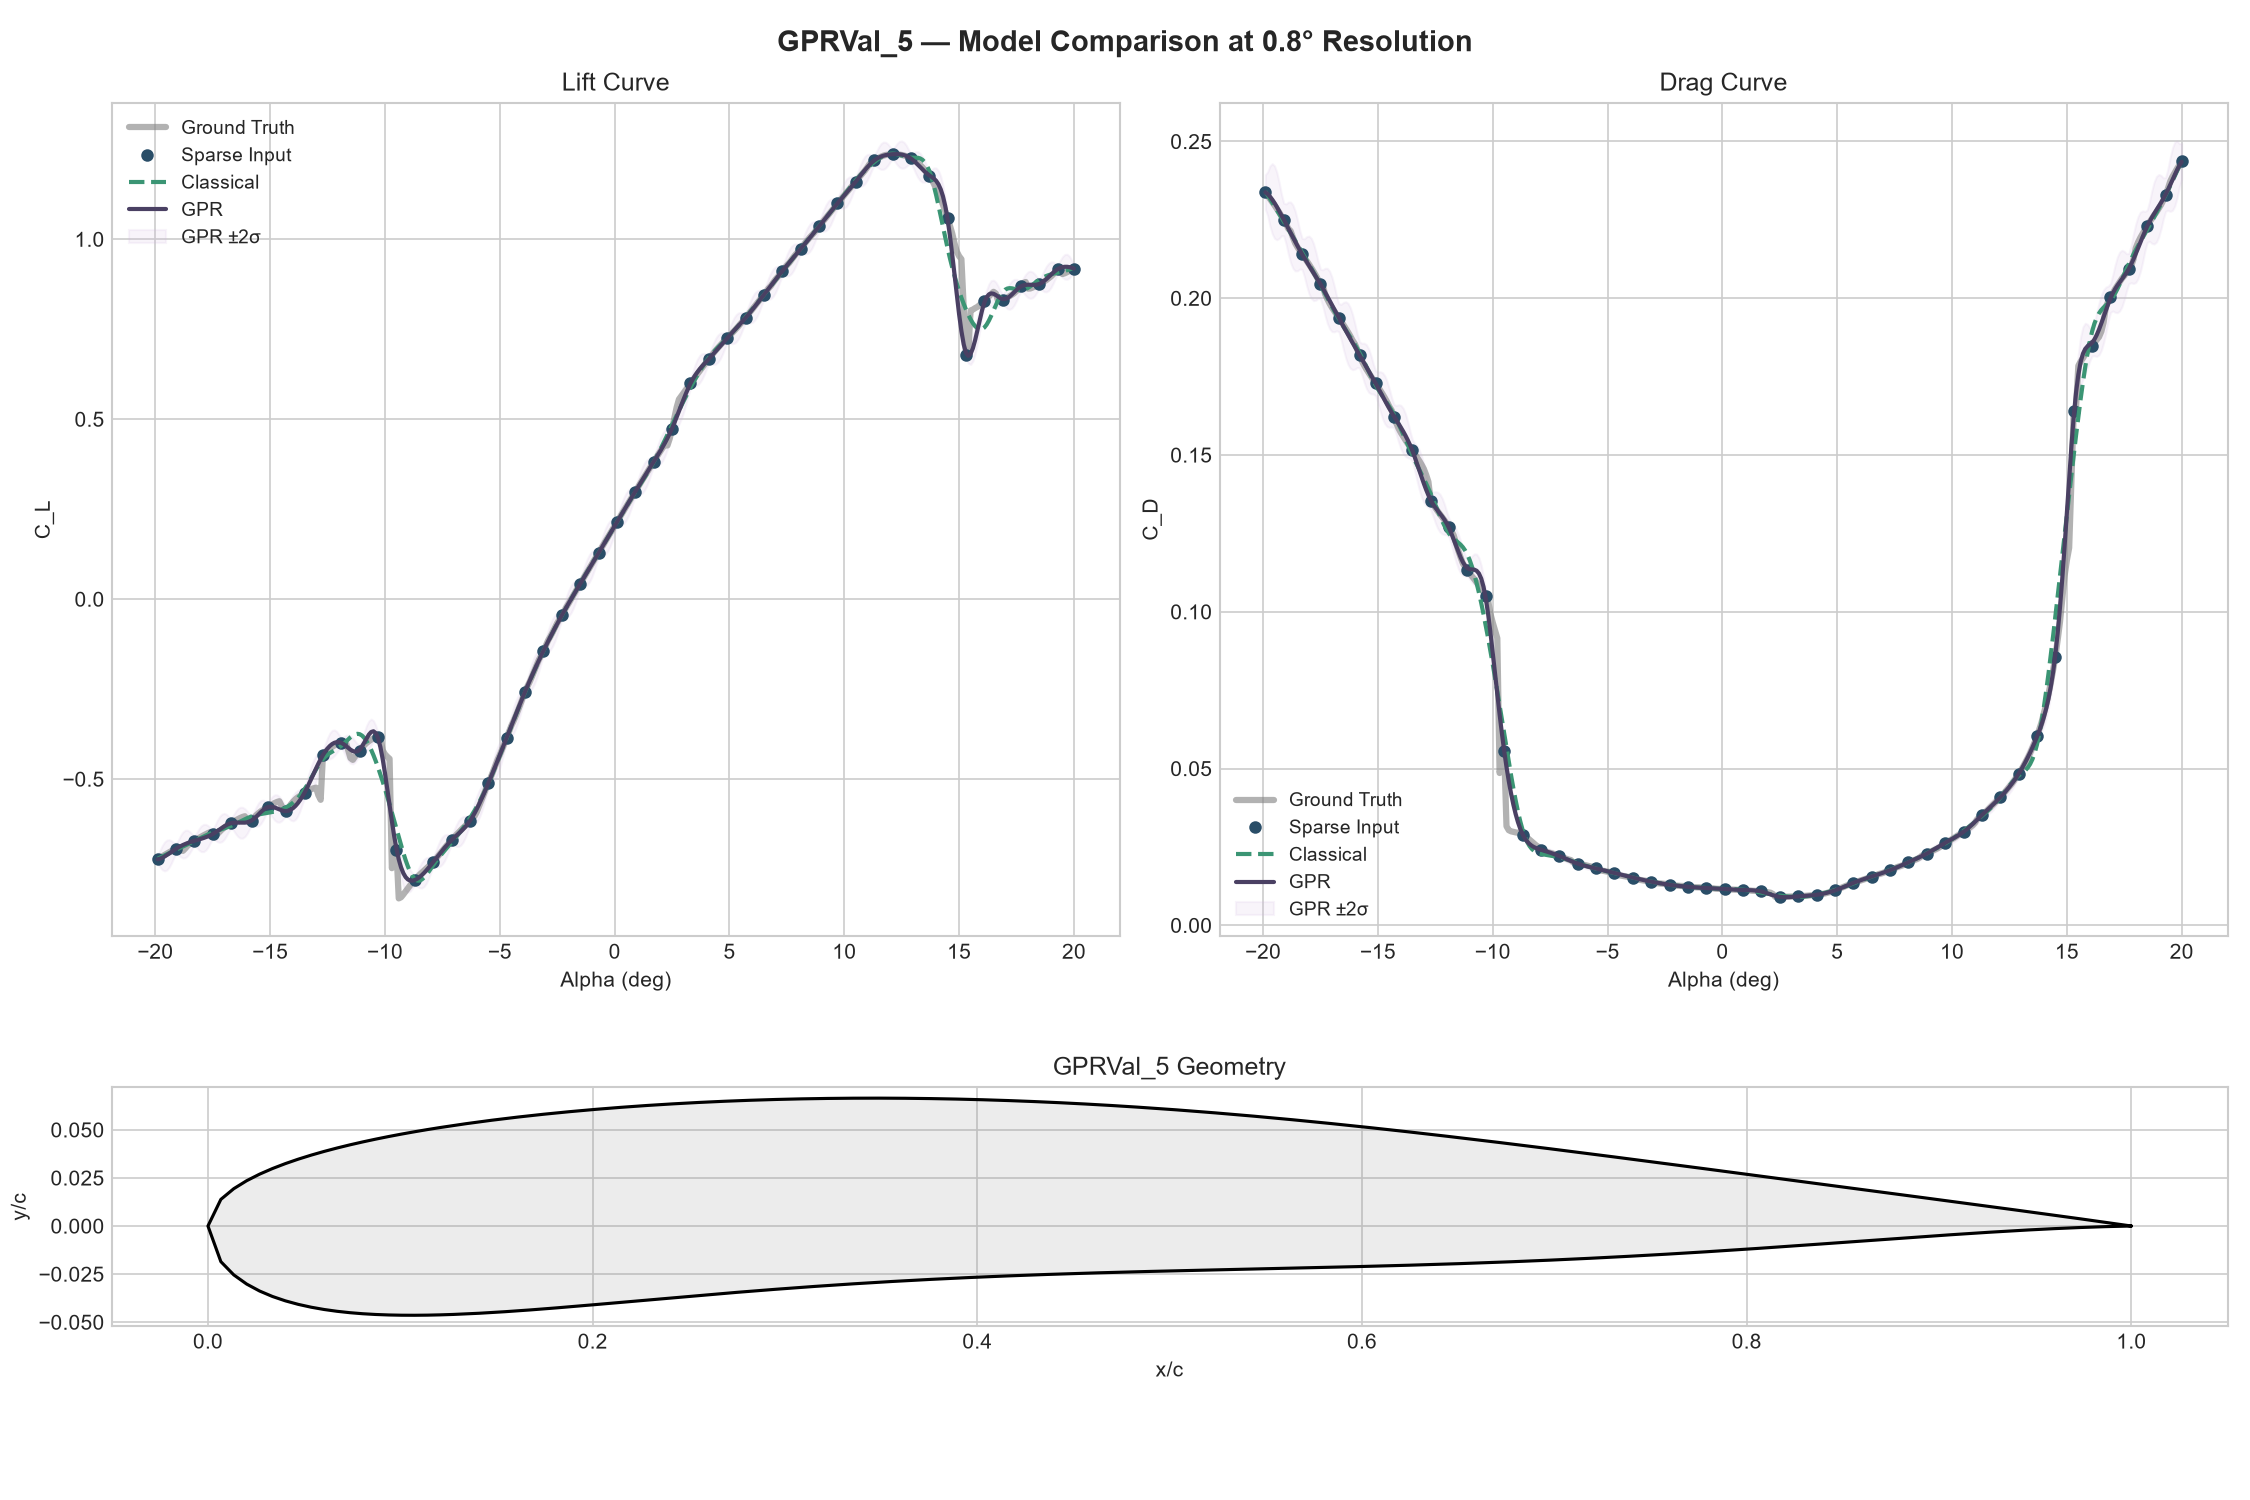 GPRVal_5 — Model Comparison at 0.8° Resolution
Lift Curve
Ground Truth
Sparse Input
Classical
GPR
GPR ±2σ
1.0
0.5
0.0
−0.5
C_L
−20 −15 −10 −5 0 5 10 15 20
Alpha (deg)
Drag Curve
0.25
0.20
0.15
0.10
0.05
0.00
C_D
Ground Truth
Sparse Input
Classical
GPR
GPR ±2σ
−20 −15 −10 −5 0 5 10 15 20
Alpha (deg)
GPRVal_5 Geometry
0.050
0.025
0.000
−0.025
−0.050
y/c
0.0 0.2 0.4 0.6 0.8 1.0
x/c